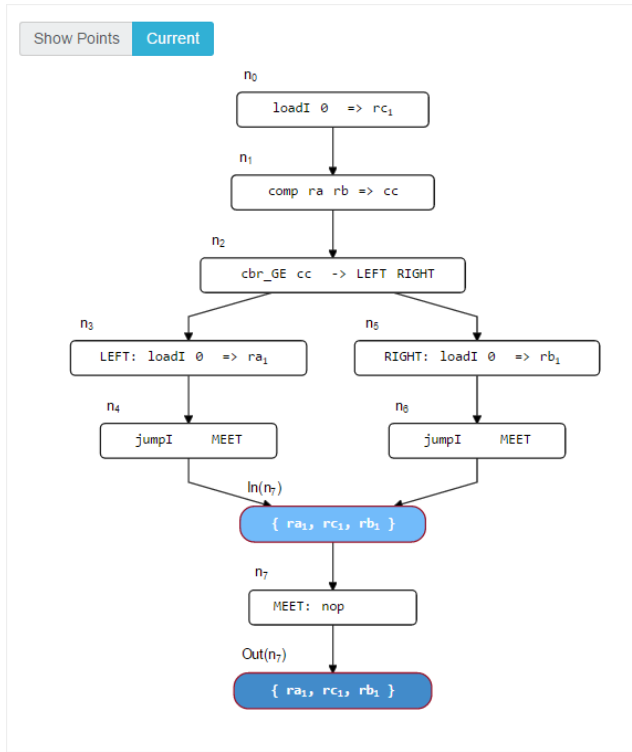 Show Points Current
n₀
loadI 0 => rc₁
n₁
comp ra rb => cc
n₂
cbr_GE cc -> LEFT RIGHT
n₃
LEFT: loadI 0 => ra₁
n₅
RIGHT: loadI 0 => rb₁
n₄
jumpI MEET
n₆
jumpI MEET
In(n₇)
{ ra₁, rc₁, rb₁ }
n₇
MEET: nop
Out(n₇)
{ ra₁, rc₁, rb₁ }